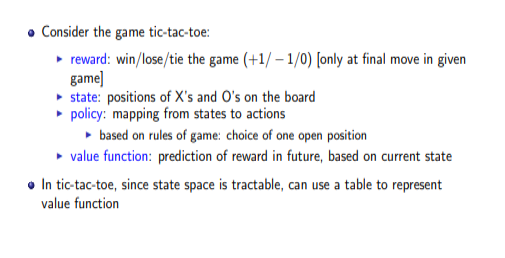 Consider the game tic-tac-toe:
reward: win/lose/tie the game (+1/ − 1/0) [only at final move in given
game]
state: positions of X's and O's on the board
policy: mapping from states to actions
based on rules of game: choice of one open position
value function: prediction of reward in future, based on current state
In tic-tac-toe, since state space is tractable, can use a table to represent
value function